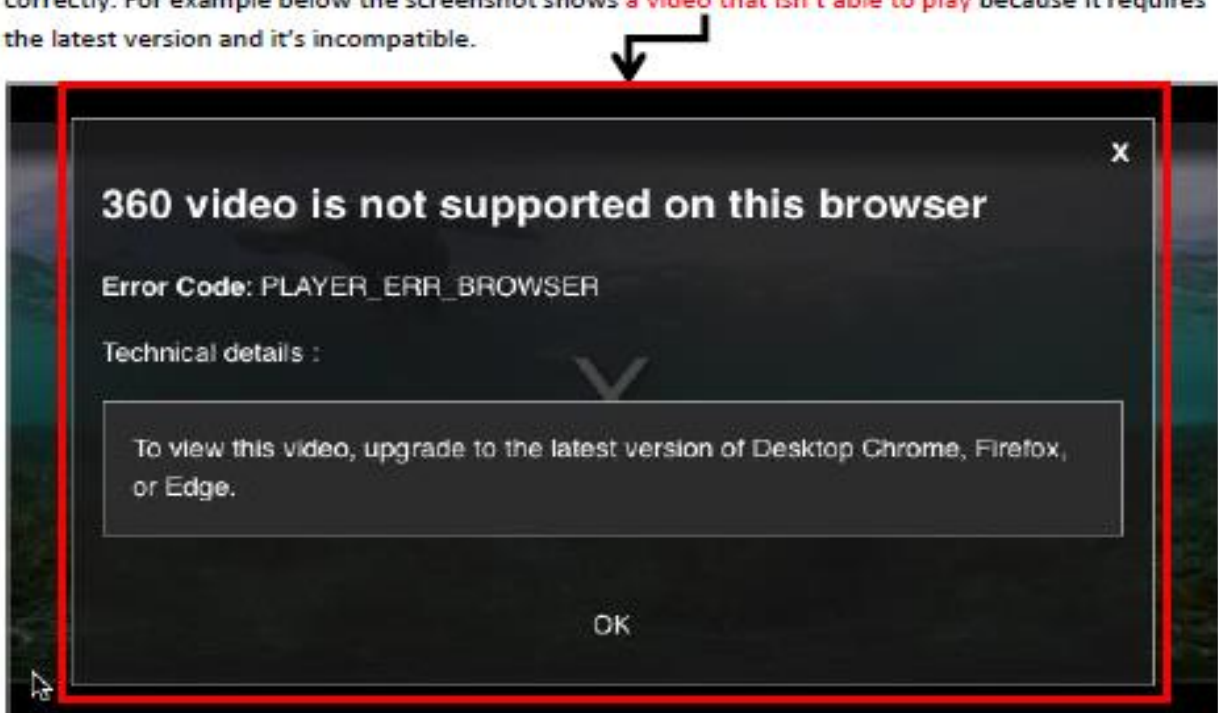 correctly. For example below the screenshot shows a video that isn't able to play because it requires
the latest version and it's incompatible.
X
360 video is not supported on this browser
Error Code: PLAYER_ERR_BROWSER
Technical details :
To view this video, upgrade to the latest version of Desktop Chrome, Firefox,
or Edge.
OK